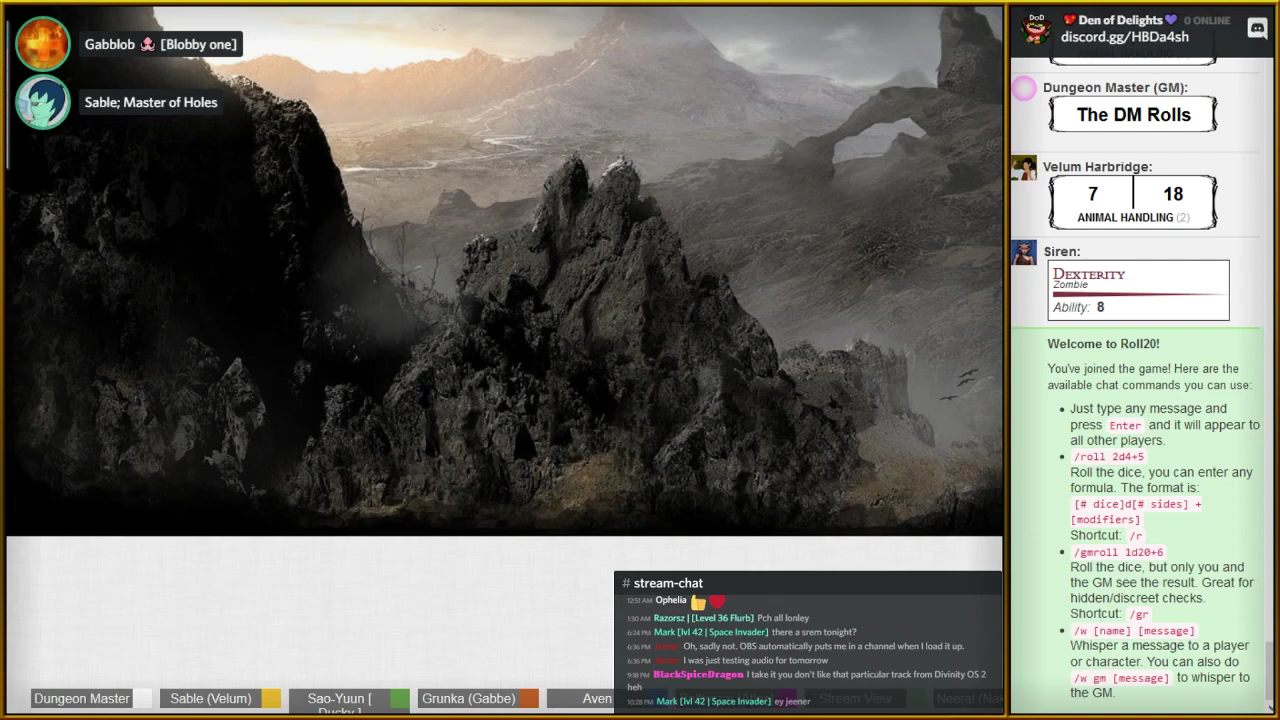 Gabblob [Blobby one]
Sable; Master of Holes
DoD
Den of Delights
0 ONLINE
discord.gg/HBDa4sh
Dungeon Master (GM):
The DM Rolls
Velum Harbridge:
7 18
ANIMAL HANDLING (2)
Siren:
DEXTERITY
Zombie
Ability: 8
Welcome to Roll20!
You've joined the game! Here are the
available chat commands you can use:
• Just type any message and
press Enter and it will appear to
all other players.
• /roll 2d4+5
Roll the dice, you can enter any
formula. The format is:
[# dice]d[# sides] +
[modifiers]
Shortcut: /r
• /gmroll 1d20+6
Roll the dice, but only you and
the GM see the result. Great for
hidden/discreet checks.
Shortcut: /gr
• /w [name] [message]
Whisper a message to a player
or character. You can also do
/w gm [message] to whisper to
the GM.
# stream-chat
12:51 AM Ophelia
1:30 AM Razorsz | [Level 36 Flurb] Pch all lonley
6:24 PM Mark [lvl 42 | Space Invader] there a srem tonight?
6:36 PM Oh, sadly not. OBS automatically puts me in a channel when I load it up.
6:36 PM I was just testing audio for tomorrow
9:18 PM BlackSpiceDragon I take it you don't like that particular track from Divinity OS 2
heh
10:28 PM Mark [lvl 42 | Space Invader] ey jeener
Dungeon Master
Sable (Velum)
Sao-Yuun [
Ducky ]
Grunka (Gabbe)
Aven
Stream View